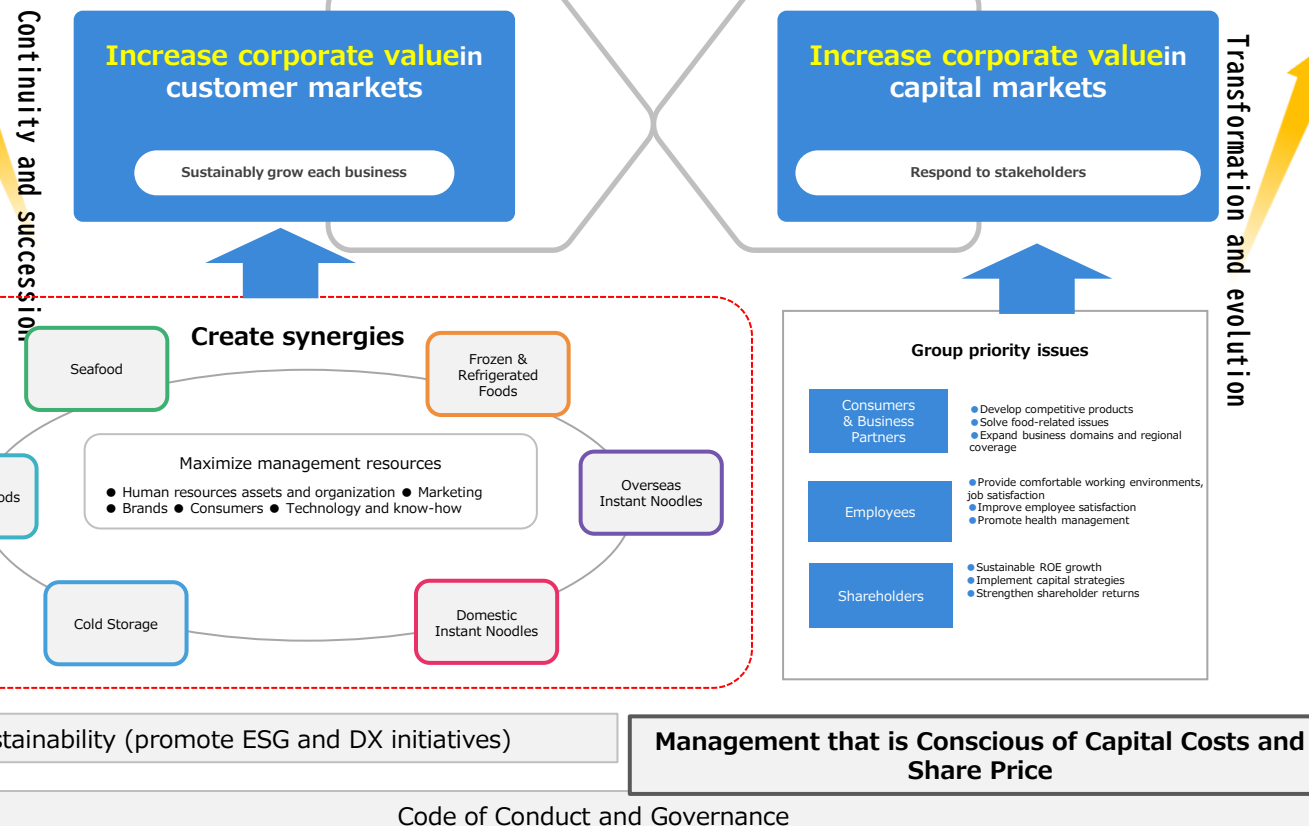 Continuity and succession
Increase corporate valuein
customer markets
Sustainably grow each business
Increase corporate valuein
capital markets
Respond to stakeholders
Transformation and evolution
Create synergies
Seafood
Frozen &
Refrigerated
Foods
Maximize management resources
● Human resources assets and organization ● Marketing
● Brands ● Consumers ● Technology and know-how
ods
Overseas
Instant Noodles
Cold Storage
Domestic
Instant Noodles
Group priority issues
Consumers
& Business
Partners
●Develop competitive products
●Solve food-related issues
●Expand business domains and regional
coverage
Employees
●Provide comfortable working environments,
job satisfaction
●Improve employee satisfaction
●Promote health management
Shareholders
●Sustainable ROE growth
●Implement capital strategies
●Strengthen shareholder returns
stainability (promote ESG and DX initiatives)
Management that is Conscious of Capital Costs and
Share Price
Code of Conduct and Governance